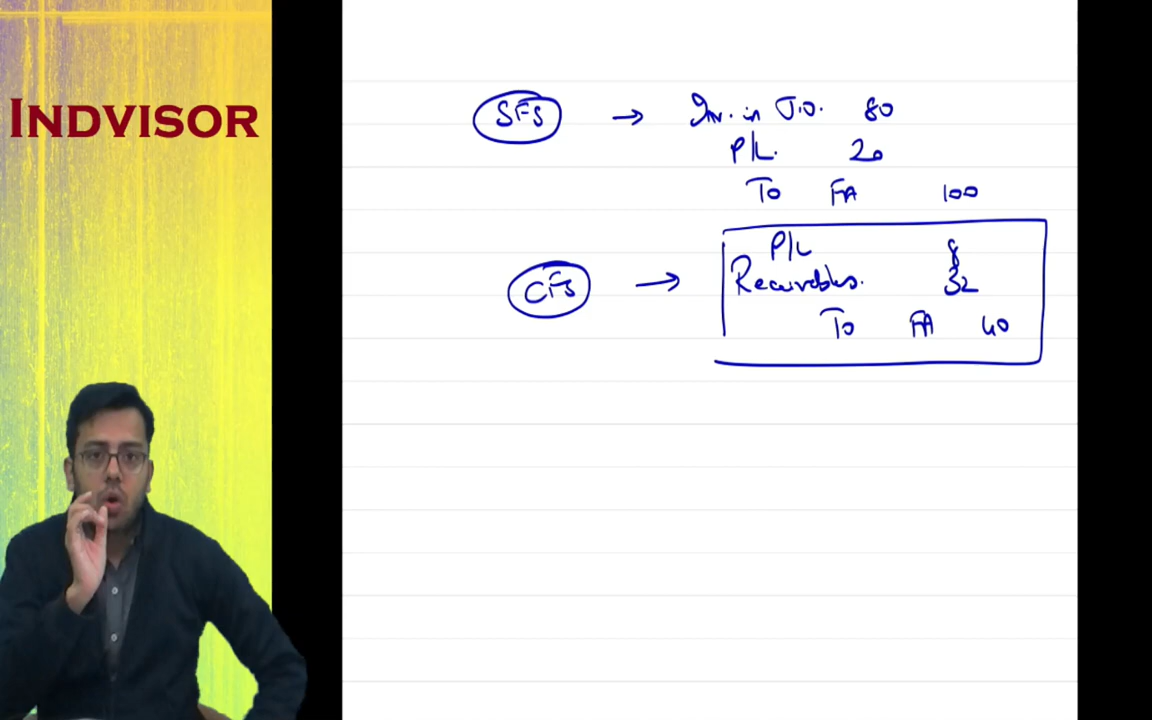 INDVISOR
SFS → Inv. in J.O. 80
P/L. 20
To FA 100
P/L 8
CFS → Receivables. 32
To FA 40